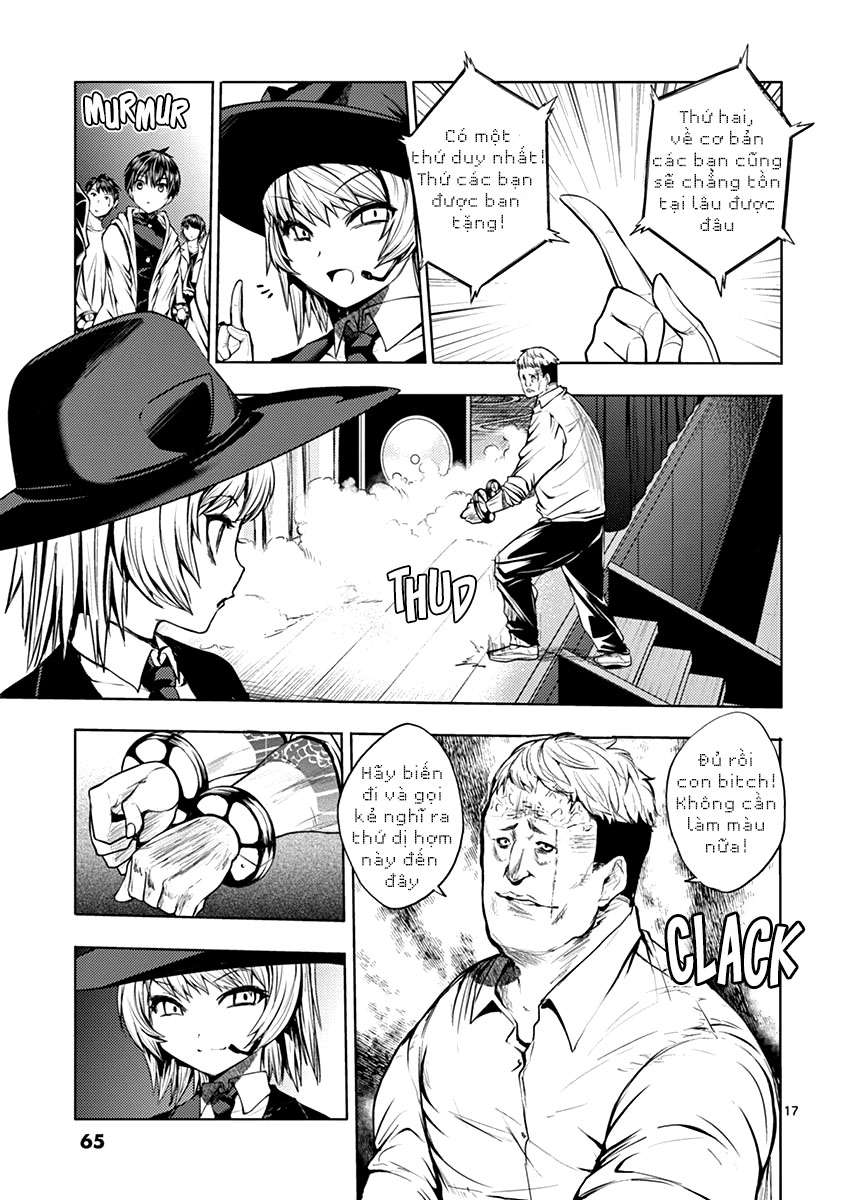 Thứ hai,
về cơ bản
các bạn cũng
sẽ chẳng tồn
tại lâu được
đâu
Có một
thứ duy nhất!
Thứ các bạn
được ban
tặng!
MURMUR
THUD
Đủ rồi
con bitch!
Không cần
làm màu
nữa!
Hãy biến
đi và gọi
kẻ nghĩ ra
thứ dị hợm
này đến
đây
CLACK
17
65